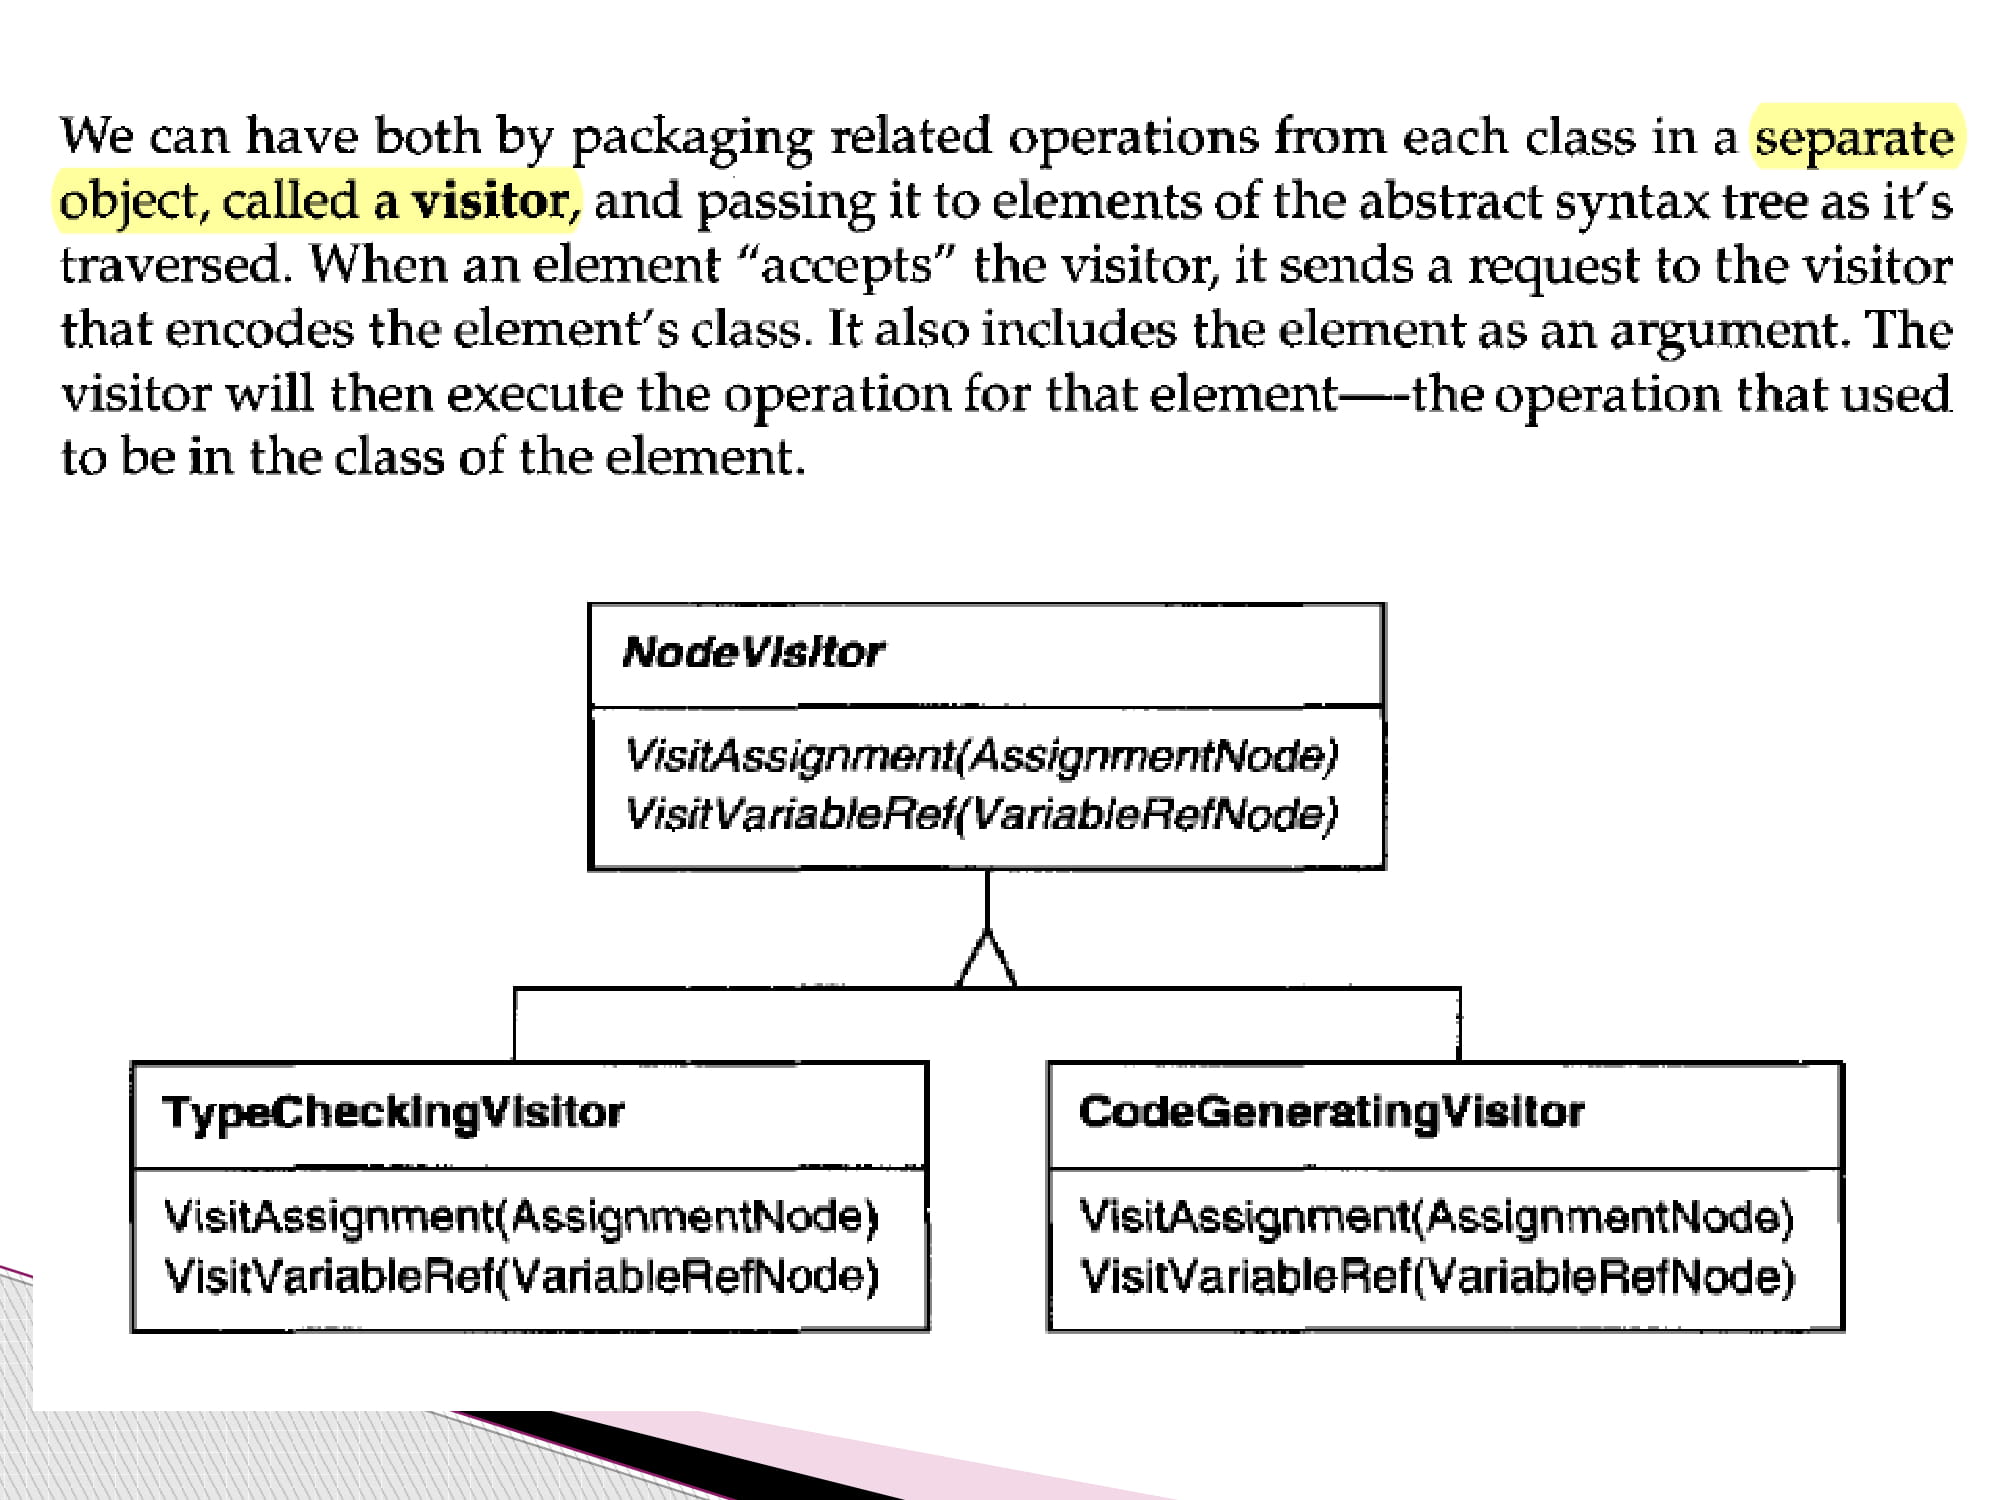 We can have both by packaging related operations from each class in a separate
object, called a visitor, and passing it to elements of the abstract syntax tree as it's
traversed. When an element “accepts” the visitor, it sends a request to the visitor
that encodes the element's class. It also includes the element as an argument. The
visitor will then execute the operation for that element—-the operation that used
to be in the class of the element.
NodeVisitor
VisitAssignment(AssignmentNode)
VisitVariableRef(VariableRefNode)
TypeCheckingVisitor
VisitAssignment(AssignmentNode)
VisitVariableRef(VariableRefNode)
CodeGeneratingVisitor
VisitAssignment(AssignmentNode)
VisitVariableRef(VariableRefNode)